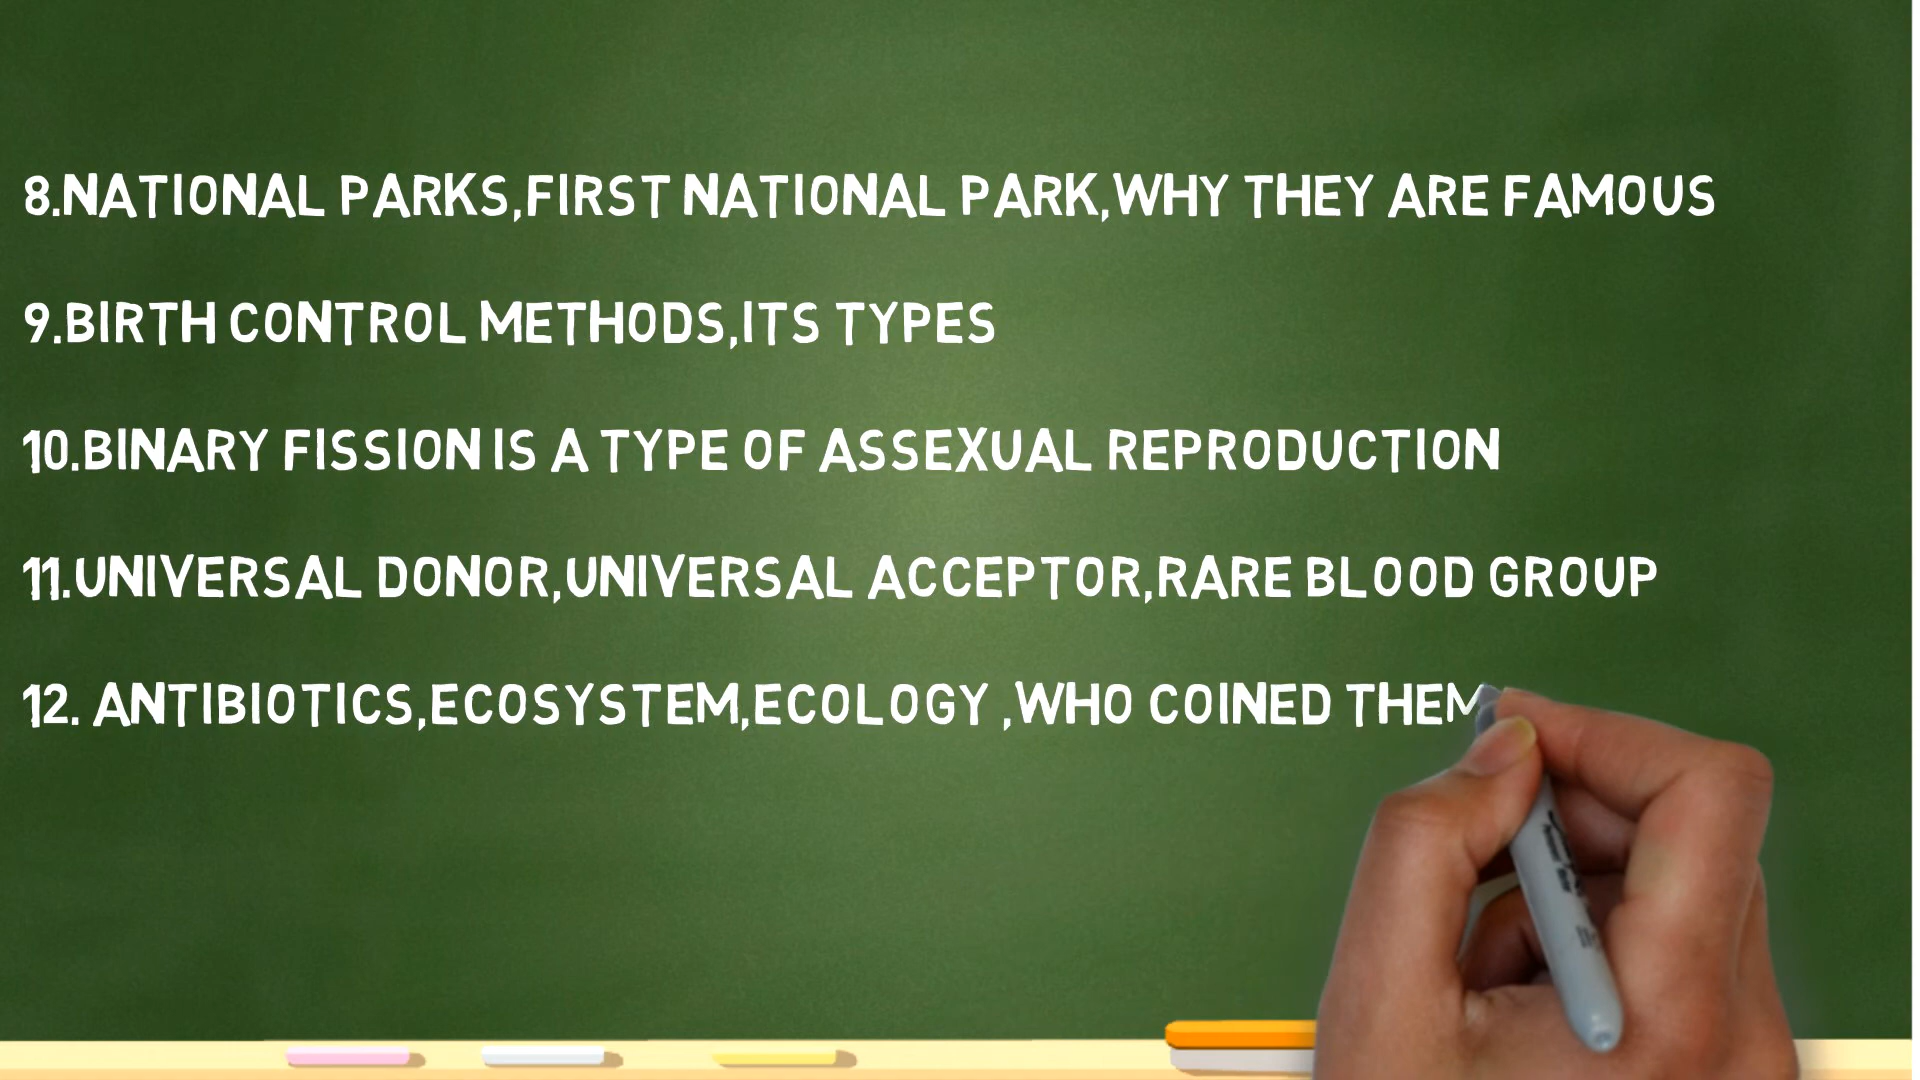 8.NATIONAL PARKS,FIRST NATIONAL PARK,WHY THEY ARE FAMOUS
9.BIRTH CONTROL METHODS,ITS TYPES
10.BINARY FISSION IS A TYPE OF ASSEXUAL REPRODUCTION
11.UNIVERSAL DONOR,UNIVERSAL ACCEPTOR,RARE BLOOD GROUP
12. ANTIBIOTICS,ECOSYSTEM,ECOLOGY ,WHO COINED THEM